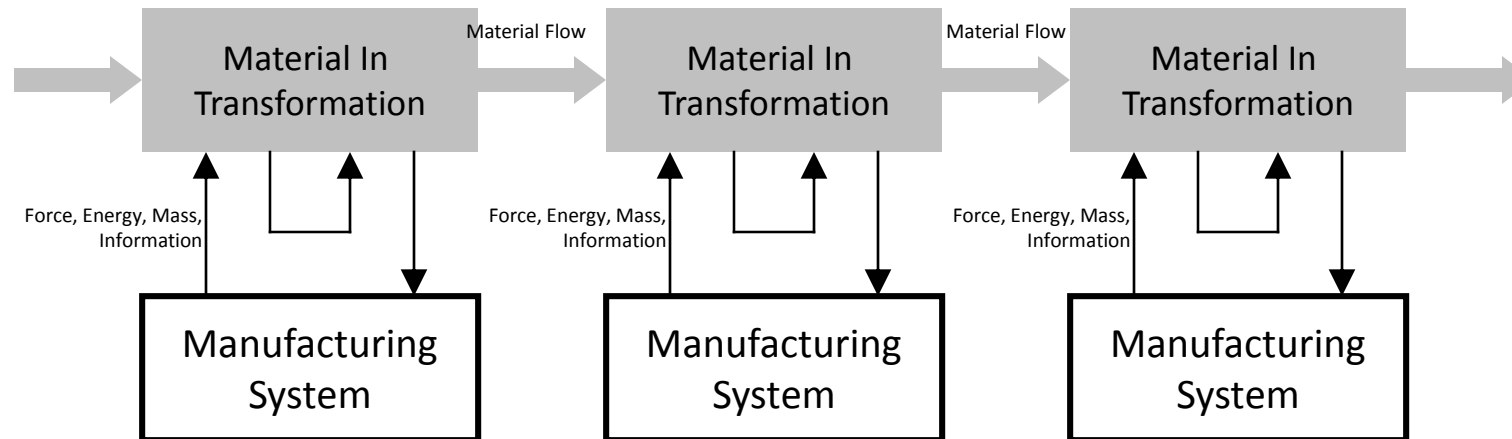 Material Flow
Material Flow
Material In
Transformation
Material In
Transformation
Material In
Transformation
Force, Energy, Mass,
Information
Force, Energy, Mass,
Information
Force, Energy, Mass,
Information
Manufacturing
System
Manufacturing
System
Manufacturing
System